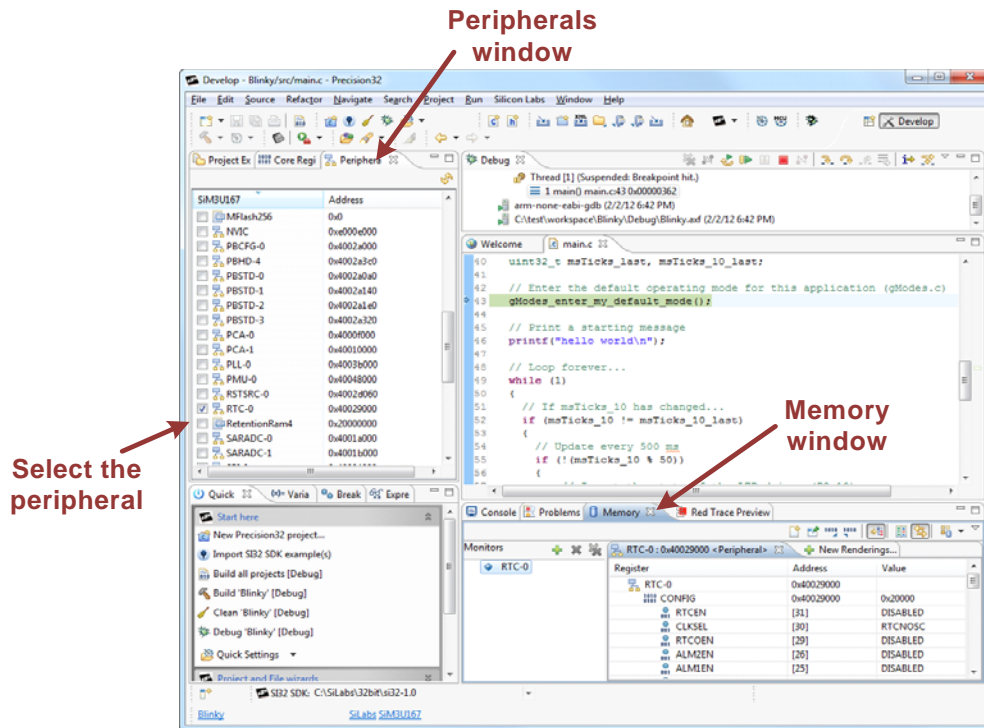 Peripherals
window
Develop - Blinky/src/main.c - Precision32
File Edit Source Refactor Navigate Search Project Run Silicon Labs Window Help
Develop
Project Ex Core Regi Periphera
SiM3U167 Address
MFlash256 0x0
NVIC 0xe000e000
PBCFG-0 0x4002a000
PBHD-4 0x4002a3c0
PBSTD-0 0x4002a0a0
PBSTD-1 0x4002a140
PBSTD-2 0x4002a1e0
PBSTD-3 0x4002a320
PCA-0 0x4000f000
PCA-1 0x40010000
PLL-0 0x4003b000
PMU-0 0x40048000
RSTSRC-0 0x4002d060
RTC-0 0x40029000
RetentionRam4 0x20000000
SARADC-0 0x4001a000
SARADC-1 0x4001b000
Select the
peripheral
Debug
Thread [1] (Suspended: Breakpoint hit.)
1 main() main.c:43 0x00000362
arm-none-eabi-gdb (2/2/12 6:42 PM)
C:\test\workspace\Blinky\Debug\Blinky.axf (2/2/12 6:42 PM)
Welcome main.c
40 uint32_t msTicks_last, msTicks_10_last;
41
42 // Enter the default operating mode for this application (gModes.c)
43 gModes_enter_my_default_mode();
44
45 // Print a starting message
46 printf("hello world\n");
47
48 // Loop forever...
49 while (1)
50 {
51 // If msTicks_10 has changed...
52 if (msTicks_10 != msTicks_10_last)
53 {
54 // Update every 500 ms
55 if (!(msTicks_10 % 50))
56 {
Memory
window
Quick (x)= Varia Break Expre
Start here
New Precision32 project...
Import SI32 SDK example(s)
Build all projects [Debug]
Build 'Blinky' [Debug]
Clean 'Blinky' [Debug]
Debug 'Blinky' [Debug]
Quick Settings
Project and File wizards
Console Problems Memory Red Trace Preview
Monitors
RTC-0
RTC-0 : 0x40029000 <Peripheral> New Renderings...
Register Address Value
RTC-0 0x40029000
CONFIG 0x40029000 0x20000
RTCEN [31] DISABLED
CLKSEL [30] RTCNOSC
RTCOEN [29] DISABLED
ALM2EN [26] DISABLED
ALM1EN [25] DISABLED
SI32 SDK: C:\SiLabs\32bit\si32-1.0
Blinky SiLabs SiM3U167